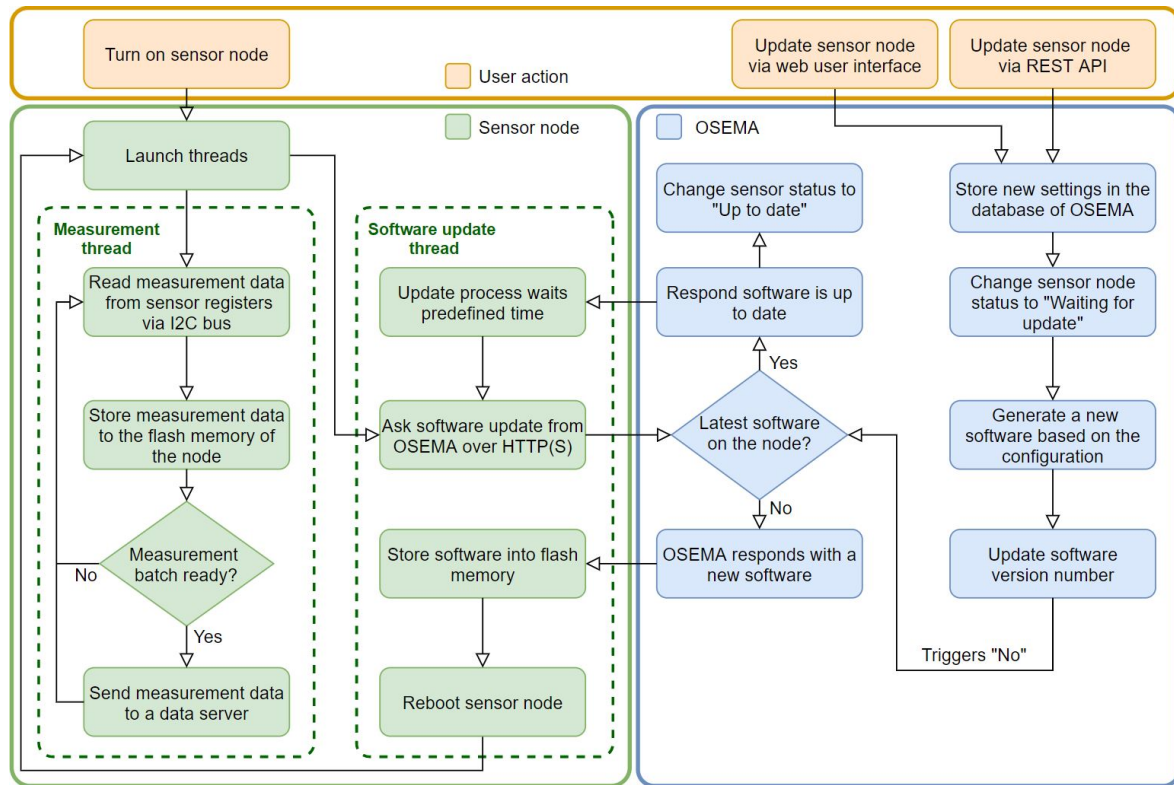 Turn on sensor node
User action
Update sensor node
via web user interface
Update sensor node
via REST API
Sensor node
Launch threads
Measurement
thread
Read measurement data
from sensor registers
via I2C bus
Store measurement data
to the flash memory of
the node
Measurement
batch ready?
No
Yes
Send measurement data
to a data server
Software update
thread
Update process waits
predefined time
Ask software update from
OSEMA over HTTP(S)
Store software into flash
memory
Reboot sensor node
OSEMA
Change sensor status to
"Up to date"
Respond software is up
to date
Yes
Latest software
on the node?
No
OSEMA responds with a
new software
Store new settings in the
database of OSEMA
Change sensor node
status to "Waiting for
update"
Generate a new
software based on the
configuration
Update software
version number
Triggers "No"